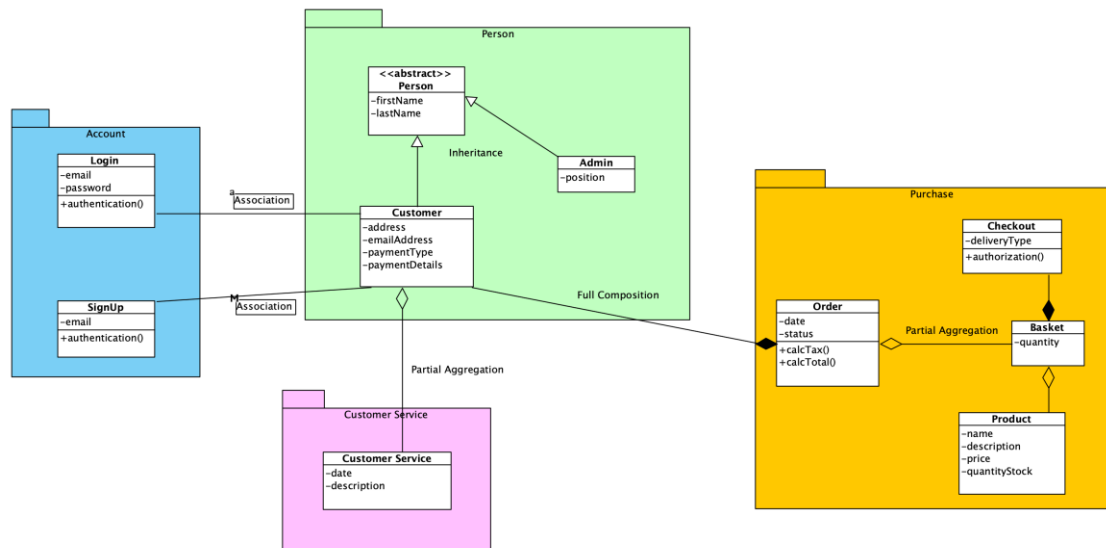 Person
<<abstract>>
Person
-firstName
-lastName
Inheritance
Admin
-position
Customer
-address
-emailAddress
-paymentType
-paymentDetails
Account
Login
-email
-password
+authentication()
a
Association
SignUp
-email
+authentication()
M
Association
Full Composition
Partial Aggregation
Customer Service
Customer Service
-date
-description
Purchase
Checkout
-deliveryType
+authorization()
Order
-date
-status
+calcTax()
+calcTotal()
Partial Aggregation
Basket
-quantity
Product
-name
-description
-price
-quantityStock